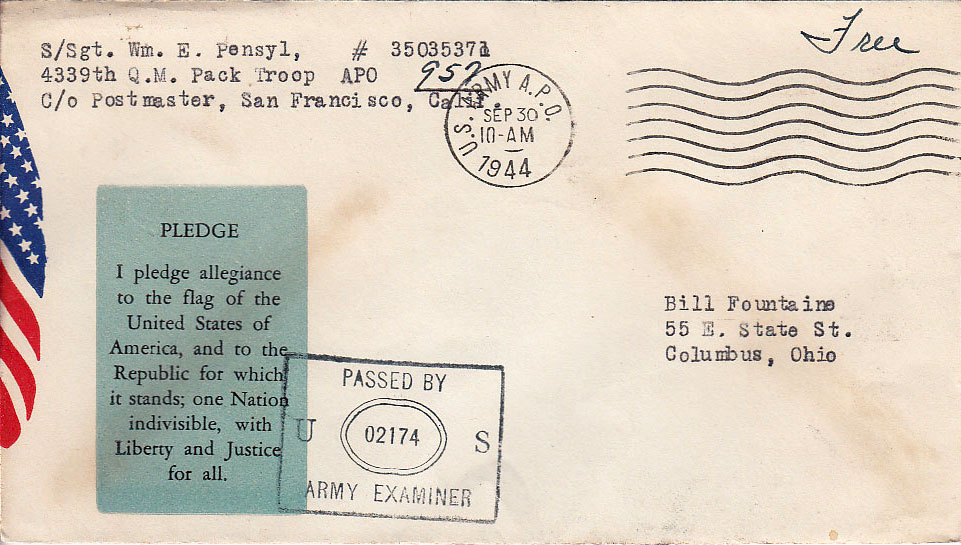 Free
S/Sgt. Wm. E. Pensyl, # 35035371
4339th Q.M. Pack Troop APO 957
C/o Postmaster, San Francisco, Calif.
U.S. ARMY A.P.O.
SEP 30
10-AM
1944
PLEDGE
I pledge allegiance
to the flag of the
United States of
America, and to the
Republic for which
it stands; one Nation
indivisible, with
Liberty and Justice
for all.
Bill Fountaine
55 E. State St.
Columbus, Ohio
PASSED BY
U 02174 S
ARMY EXAMINER